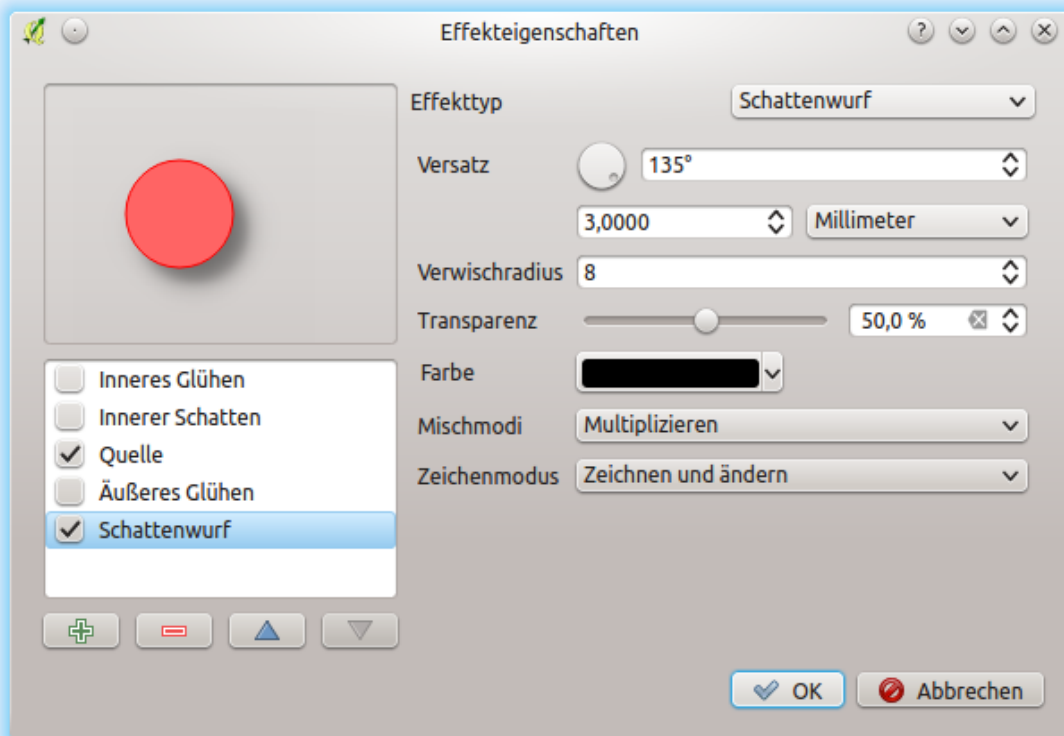 Effekteigenschaften
Effekttyp
Schattenwurf
Versatz
135°
3,0000
Millimeter
Verwischradius
8
Transparenz
50,0 %
Farbe
Mischmodi
Multiplizieren
Zeichenmodus
Zeichnen und ändern
Inneres Glühen
Innerer Schatten
Quelle
Äußeres Glühen
Schattenwurf
OK
Abbrechen